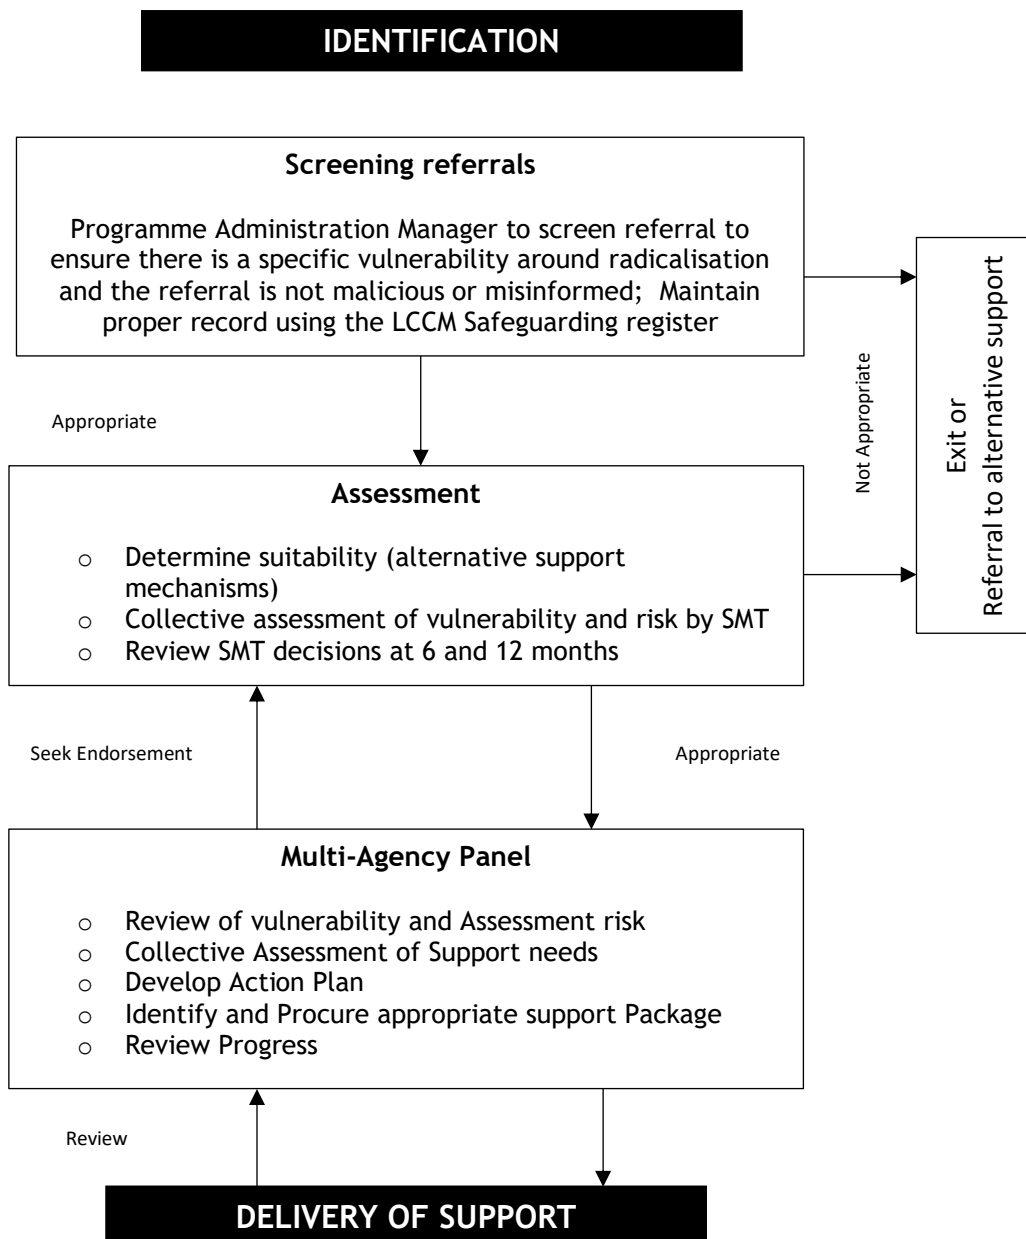 IDENTIFICATION
Screening referrals
Programme Administration Manager to screen referral to
ensure there is a specific vulnerability around radicalisation
and the referral is not malicious or misinformed;  Maintain
proper record using the LCCM Safeguarding register
Exit or
Referral to alternative support
Not Appropriate
Appropriate
Assessment
o Determine suitability (alternative support
mechanisms)
o Collective assessment of vulnerability and risk by SMT
o Review SMT decisions at 6 and 12 months
Seek Endorsement
Appropriate
Multi-Agency Panel
o Review of vulnerability and Assessment risk
o Collective Assessment of Support needs
o Develop Action Plan
o Identify and Procure appropriate support Package
o Review Progress
Review
DELIVERY OF SUPPORT